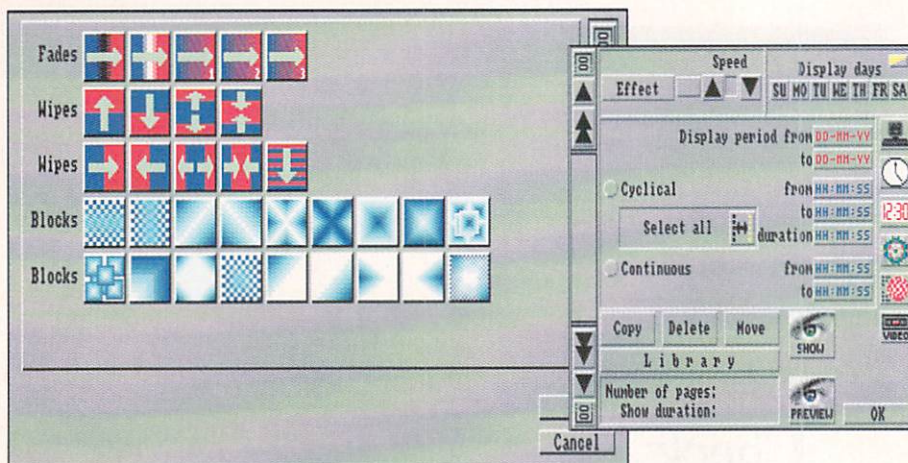 Fades
1
2
3
Wipes
Wipes
Blocks
Blocks
Cancel
Speed
Display days
Effect
SU MO TU WE TH FR SA
Display period from DD-MM-YY
to DD-MM-YY
Cyclical
from HH:MM:SS
to HH:MM:SS
Select all
duration HH:MM:SS
Continuous
from HH:MM:SS
to HH:MM:SS
12:30
Copy
Delete
Move
SHOW
VIDEO
Library
Number of pages:
Show duration:
PREVIEW
OK